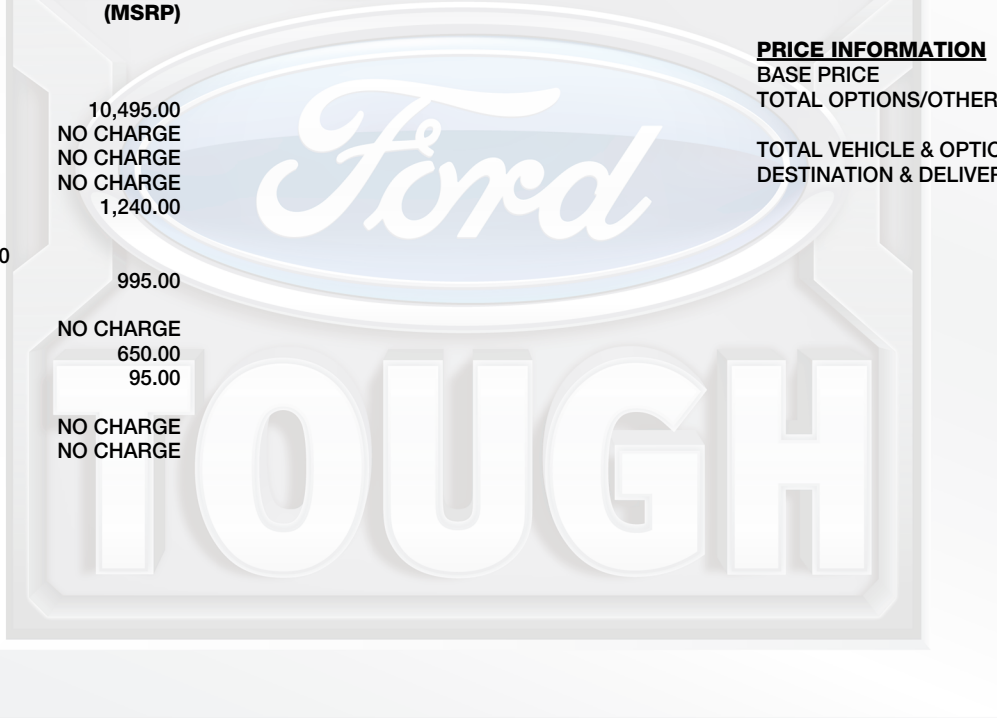 (MSRP)
10,495.00
NO CHARGE
NO CHARGE
NO CHARGE
1,240.00
0
995.00
NO CHARGE
650.00
95.00
NO CHARGE
NO CHARGE
PRICE INFORMATION
BASE PRICE
TOTAL OPTIONS/OTHER
TOTAL VEHICLE & OPTIO
DESTINATION & DELIVER
Ford
TOUGH